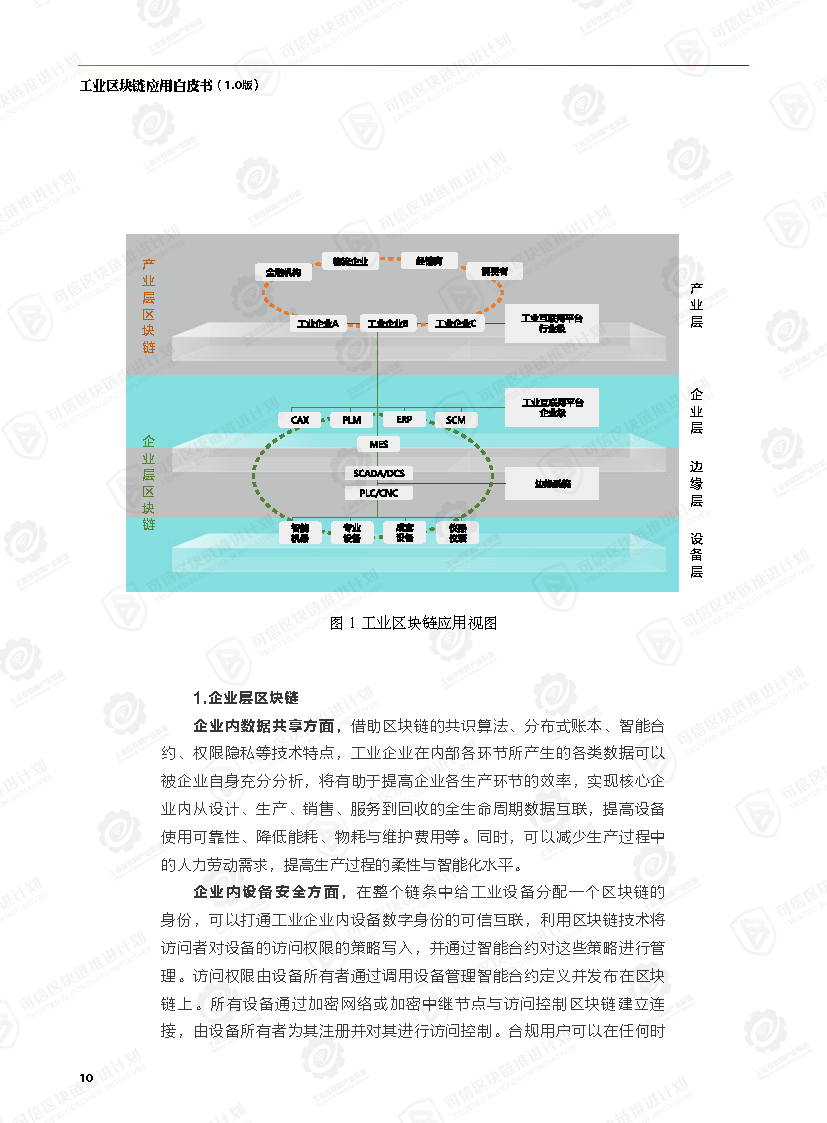 工业区块链应用白皮书（1.0版）
产业层区块链
金融机构
物流企业
经销商
消费者
工业企业A
工业企业B
工业企业C
工业互联网平台
行业级
产业层
工业互联网平台
企业级
企业层
CAX
PLM
ERP
SCM
MES
企业层区块链
SCADA/DCS
PLC/CNC
边缘系统
边缘层
智能
机器
专业
设备
成套
设备
仪器
仪表
设备层
图 1 工业区块链应用视图
1.企业层区块链
企业内数据共享方面，借助区块链的共识算法、分布式账本、智能合
约、权限隐私等技术特点，工业企业在内部各环节所产生的各类数据可以
被企业自身充分分析，将有助于提高企业各生产环节的效率，实现核心企
业内从设计、生产、销售、服务到回收的全生命周期数据互联，提高设备
使用可靠性、降低能耗、物耗与维护费用等。同时，可以减少生产过程中
的人力劳动需求，提高生产过程的柔性与智能化水平。
企业内设备安全方面，在整个链条中给工业设备分配一个区块链的
身份，可以打通工业企业内设备数字身份的可信互联，利用区块链技术将
访问者对设备的访问权限的策略写入，并通过智能合约对这些策略进行管
理。访问权限由设备所有者通过调用设备管理智能合约定义并发布在区块
链上。所有设备通过加密网络或加密中继节点与访问控制区块链建立连
接，由设备所有者为其注册并对其进行访问控制。合规用户可以在任何时
10
可信区块链推进计划
TRUSTED BLOCKCHAIN INITIATIVES